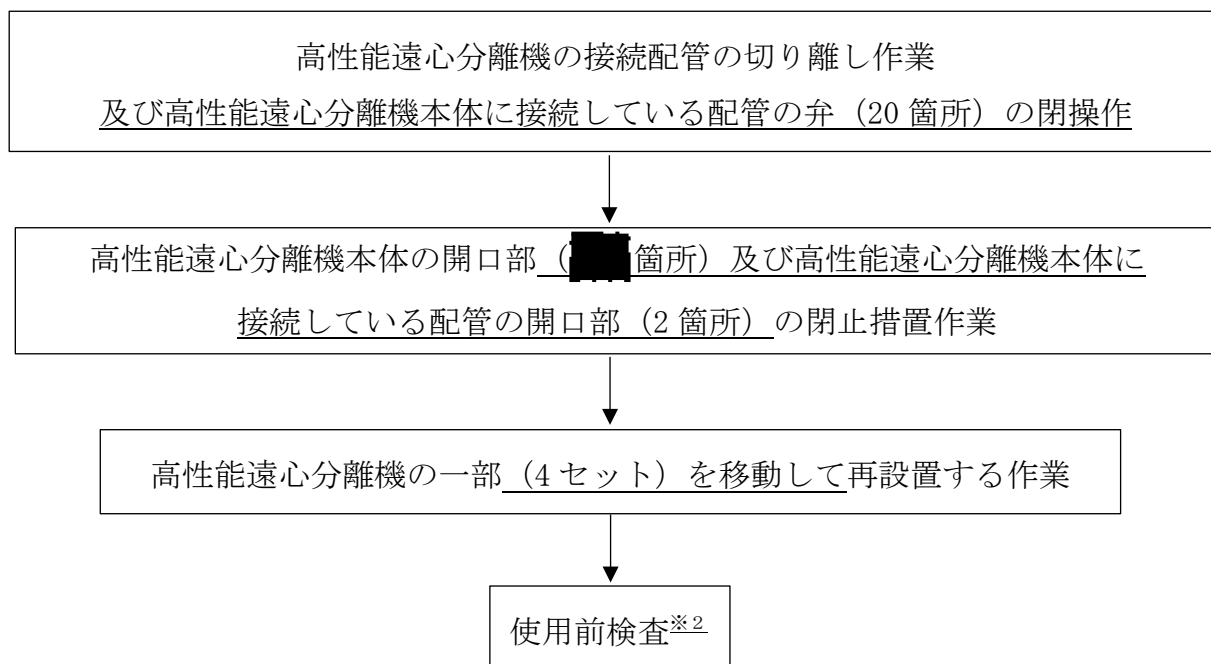 高性能遠心分離機の接続配管の切り離し作業
及び高性能遠心分離機本体に接続している配管の弁（20 箇所）の閉操作
高性能遠心分離機本体の開口部（箇所）及び高性能遠心分離機本体に
接続している配管の開口部（2 箇所）の閉止措置作業
高性能遠心分離機の一部（4 セット）を移動して再設置する作業
使用前検査※2